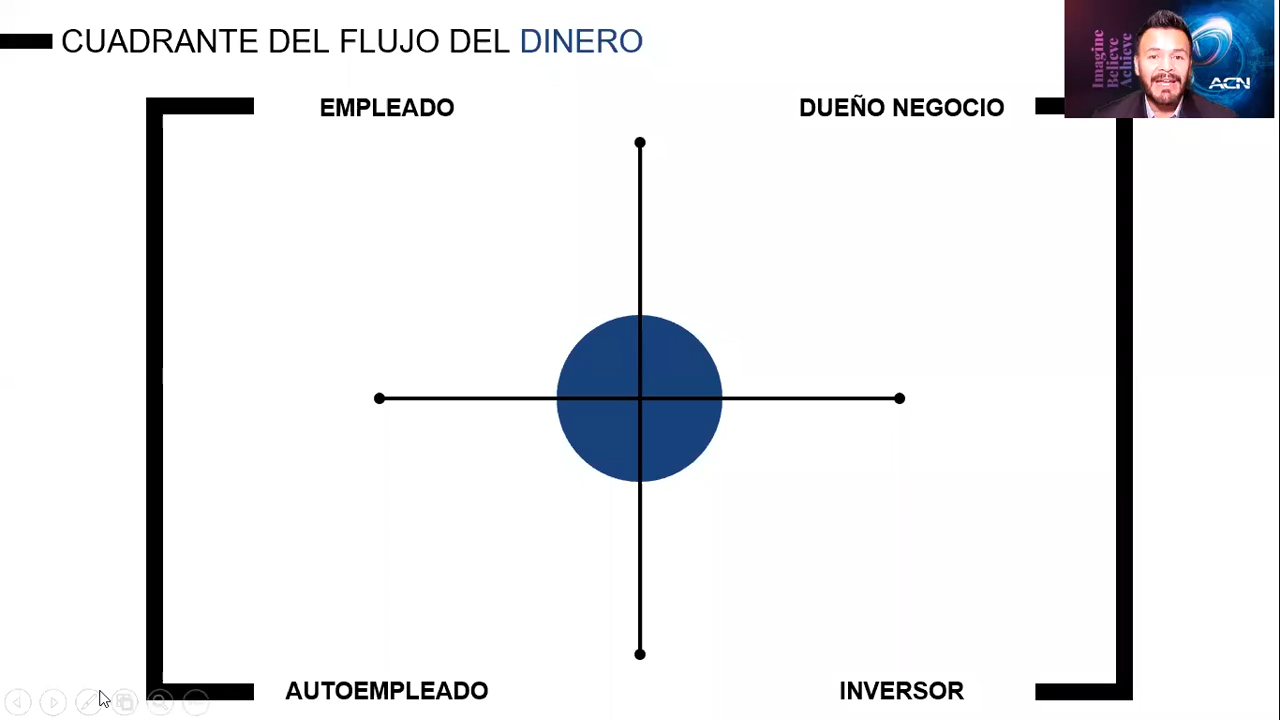 CUADRANTE DEL FLUJO DEL DINERO
EMPLEADO
DUEÑO NEGOCIO
Imagine
Believe
Achieve
ACN
AUTOEMPLEADO
INVERSOR